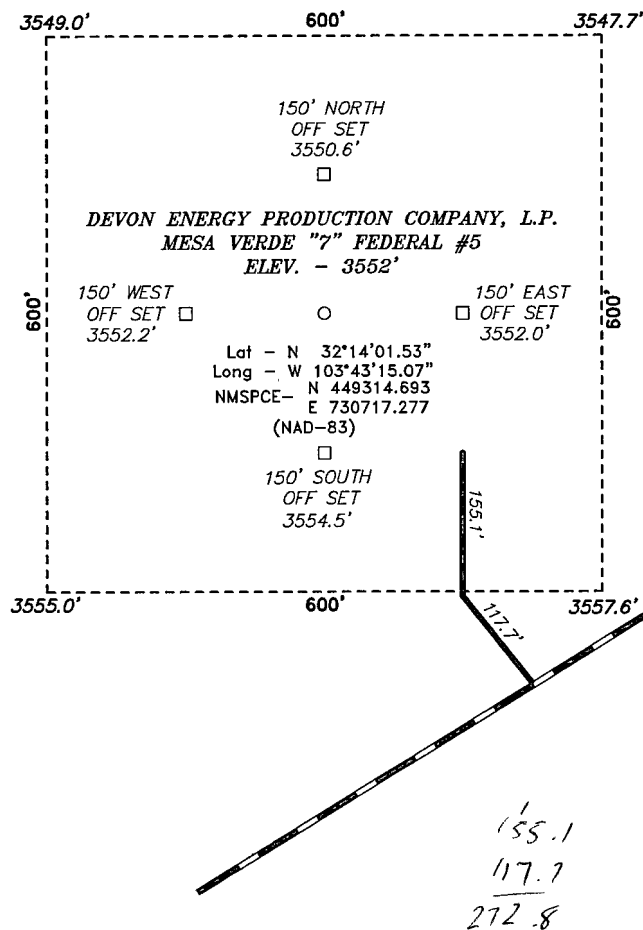 3549.0' 600' 3547.7'
150' NORTH
OFF SET
3550.6'
DEVON ENERGY PRODUCTION COMPANY, L.P.
MESA VERDE "7" FEDERAL #5
ELEV. - 3552'
600'
150' WEST
OFF SET
3552.2'
150' EAST
OFF SET
3552.0'
600'
Lat - N 32°14'01.53"
Long - W 103°43'15.07"
NMSPCE- N 449314.693
E 730717.277
(NAD-83)
150' SOUTH
OFF SET
3554.5'
155.1'
3555.0' 600' 3557.6'
117.7'
155.1
117.7
272.8